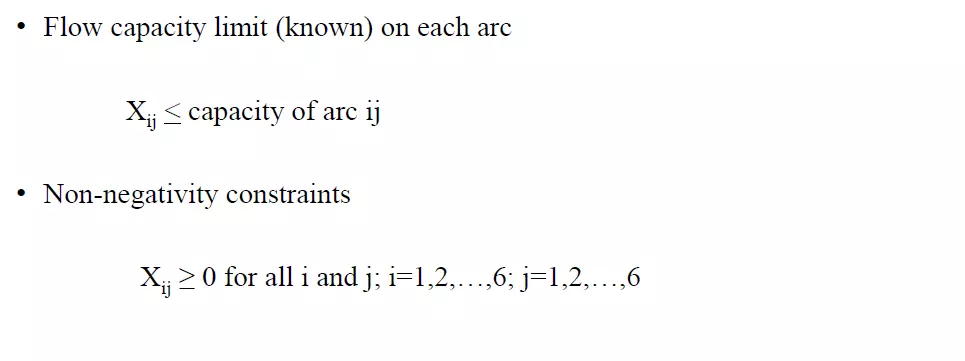 • Flow capacity limit (known) on each arc
Xij ≤ capacity of arc ij
• Non-negativity constraints
Xij ≥ 0 for all i and j; i=1,2,…,6; j=1,2,…,6